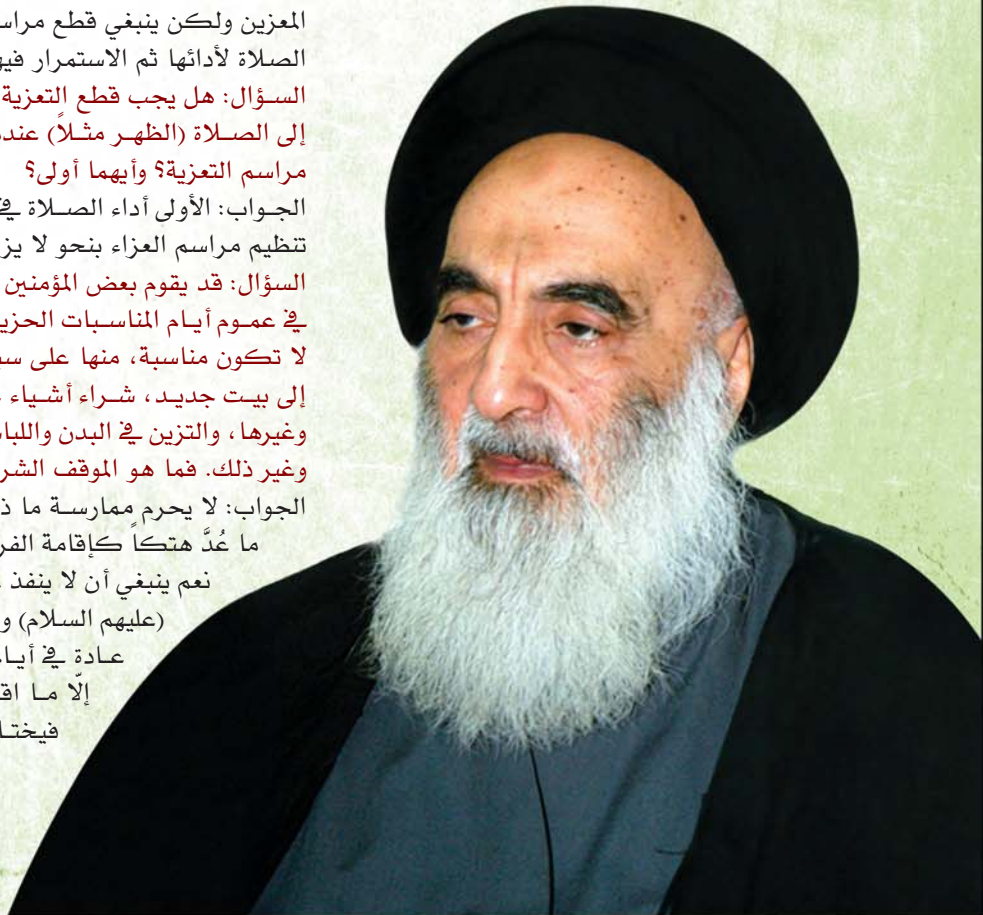 المعزين ولكن ينبغي قطع مراس
الصلاة لأدائها ثم الاستمرار في
السؤال: هل يجب قطع التعزية
إلى الصلاة (الظهر مثلاً) عند
مراسم التعزية؟ وأيهما أولى؟
الجواب: الأولى أداء الصلاة في
تنظيم مراسم العزاء بنحو لا يز
السؤال: قد يقوم بعض المؤمنين
في عموم أيام المناسبات الحزي
لا تكون مناسبة، منها على سب
إلى بيت جديد، شراء أشياء
وغيرها، والتزين في البدن واللبا
وغير ذلك. فما هو الموقف الشر
الجواب: لا يحرم ممارسة ما ذ
ما عُدَّ هتكاً كإقامة الفر
نعم ينبغي أن لا ينفذ
(عليهم السلام) و
عادة في أيا
إلّا ما اق
فيختا